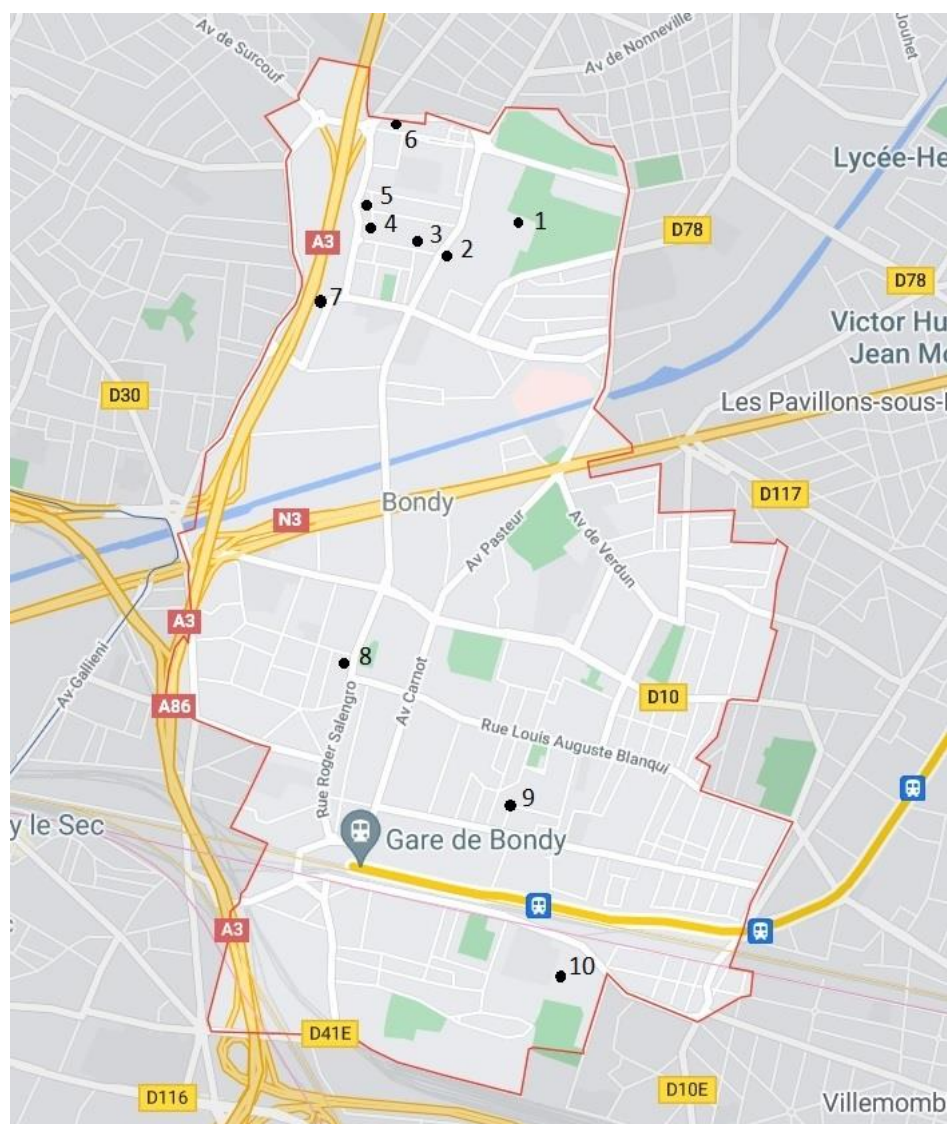 Av de Surcouf
Av de Nonneville
Jouhet
6
Lycée-He
5
4
3
2
1
D78
A3
D78
7
Victor Hu
Jean Mo
D30
Les Pavillons-sous-
D117
N3
Bondy
Av Pasteur
Av de Verdun
A3
Av Gallieni
8
A86
Rue Roger Salengro
Av Carnot
D10
Rue Louis Auguste Blanqui
9
y le Sec
Gare de Bondy
A3
10
D41E
D116
D10E
Villemomb